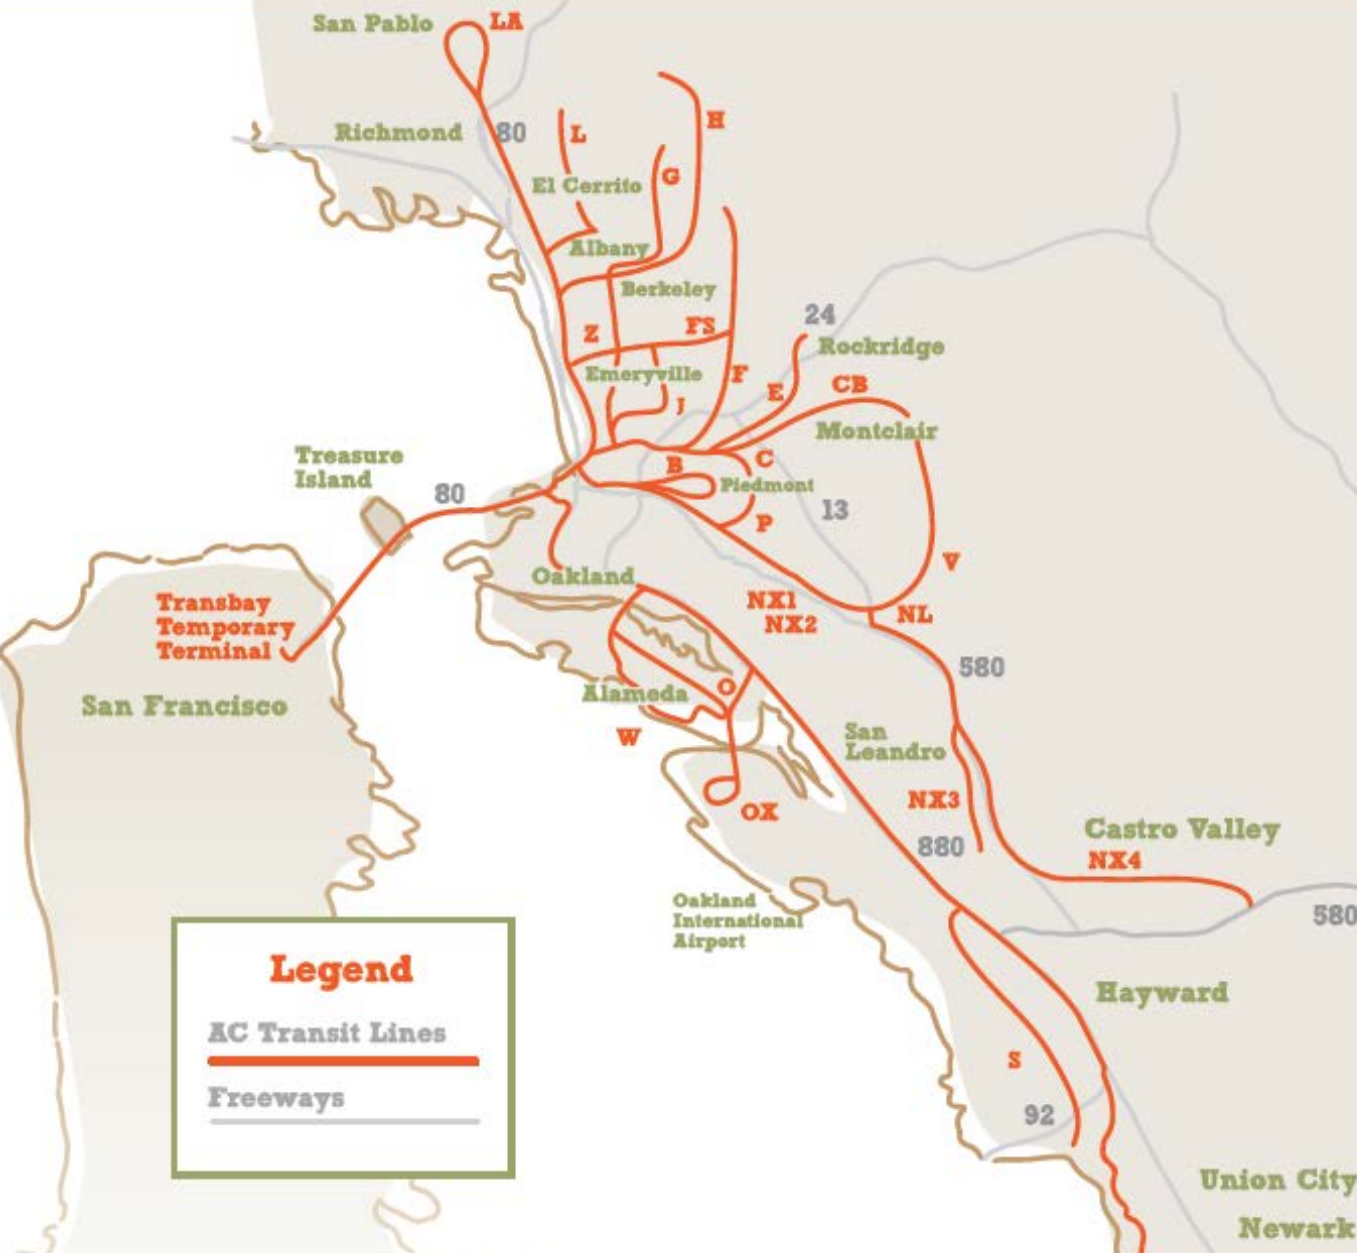 San Pablo
LA
Richmond
80
L
H
G
El Cerrito
Albany
Berkeley
Z
FS
24
Rockridge
Emeryville
F
E
CB
J
Montclair
Treasure
Island
80
B
C
Piedmont
13
P
V
Oakland
Transbay
Temporary
Terminal
NX1
NX2
NL
580
San Francisco
Alameda
O
W
San
Leandro
NX3
OX
880
Castro Valley
NX4
580
Oakland
International
Airport
Legend
AC Transit Lines
Freeways
Hayward
S
92
Union City
Newark